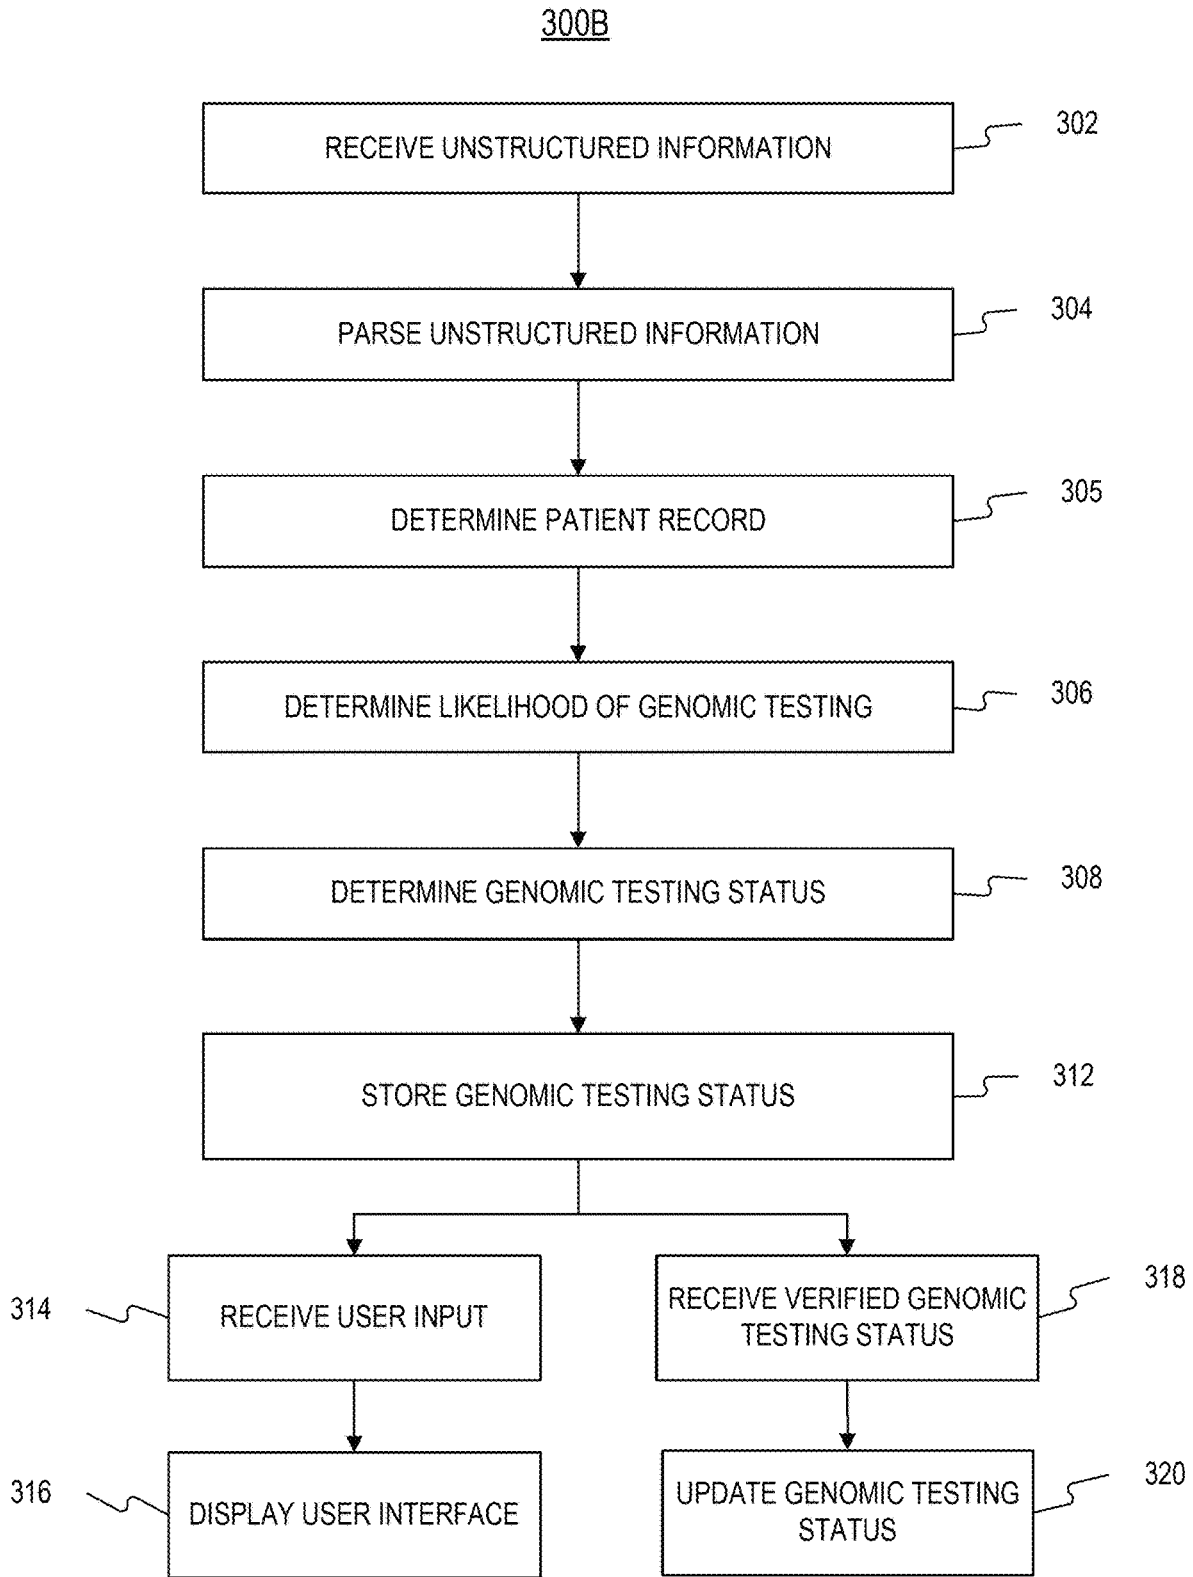 300B
RECEIVE UNSTRUCTURED INFORMATION
302
PARSE UNSTRUCTURED INFORMATION
304
DETERMINE PATIENT RECORD
305
DETERMINE LIKELIHOOD OF GENOMIC TESTING
306
DETERMINE GENOMIC TESTING STATUS
308
STORE GENOMIC TESTING STATUS
312
314
RECEIVE USER INPUT
RECEIVE VERIFIED GENOMIC
TESTING STATUS
318
316
DISPLAY USER INTERFACE
UPDATE GENOMIC TESTING
STATUS
320